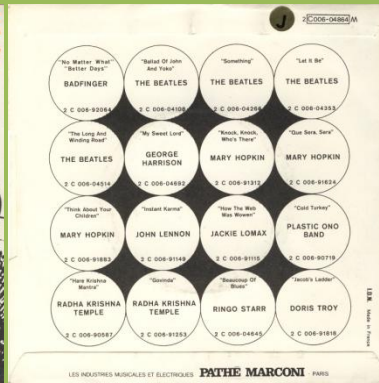 J
2C006-04864 M
"No Matter What"
"Better Days"
BADFINGER
2 C 006-92064
"Ballad Of John
And Yoko"
THE BEATLES
2 C 006-04108
"Something"
THE BEATLES
2 C 006-04266
"Let It Be"
THE BEATLES
2 C 006-04353
"The Long And
Winding Road"
THE BEATLES
2 C 006-04514
"My Sweet Lord"
GEORGE
HARRISON
2 C 006-04692
"Knock, Knock,
Who's There"
MARY HOPKIN
2 C 006-91312
"Que Sera, Sera"
MARY HOPKIN
2 C 006-91624
"Think About Your
Children"
MARY HOPKIN
2 C 006-91883
"Instant Karma"
JOHN LENNON
2 C 006-91149
"How The Web
Was Woven"
JACKIE LOMAX
2 C 006-91115
"Cold Turkey"
PLASTIC ONO
BAND
2 C 006-90719
"Hare Krishna
Mantra"
RADHA KRISHNA
TEMPLE
2 C 006-90567
"Govinda"
RADHA KRISHNA
TEMPLE
2 C 006-91253
"Beaucoup Of
Blues"
RINGO STARR
2 C 006-04645
"Jacob's Ladder"
DORIS TROY
2 C 006-91816
I.D.N. Made in France
LES INDUSTRIES MUSICALES ET ELECTRIQUES PATHÉ MARCONI - PARIS